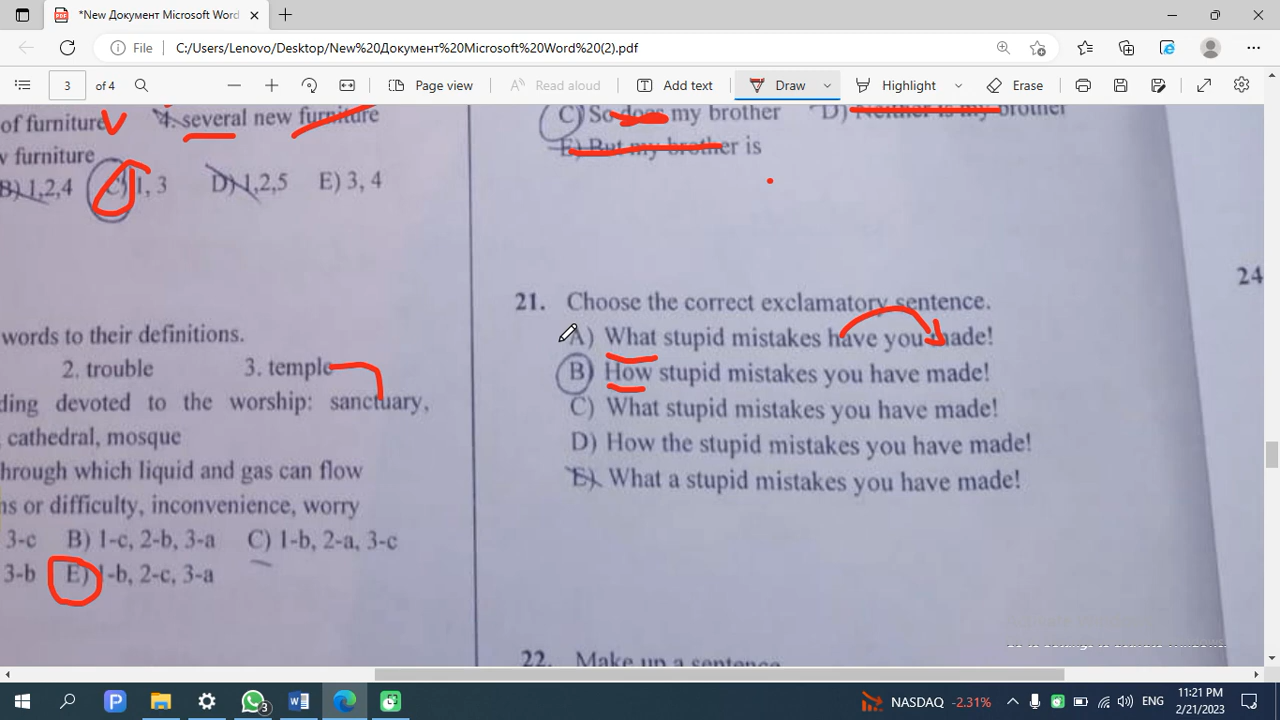 *New Документ Microsoft Word
File
C:/Users/Lenovo/Desktop/New%20Документ%20Microsoft%20Word%20(2).pdf
3 of 4
Page view
Read aloud
Add text
Draw
Highlight
Erase
of furniture
4. several new furniture
furniture
B) 1,2,4 C) 1, 3 D) 1,2,5 E) 3, 4
words to their definitions.
2. trouble 3. temple
ding devoted to the worship: sanctuary,
cathedral, mosque
hrough which liquid and gas can flow
ns or difficulty, inconvenience, worry
3-c B) 1-c, 2-b, 3-a C) 1-b, 2-a, 3-c
3-b E) 1-b, 2-c, 3-a
C) So does my brother D) Neither is my brother
E) But my brother is
21. Choose the correct exclamatory sentence.
A) What stupid mistakes have you made!
B) How stupid mistakes you have made!
C) What stupid mistakes you have made!
D) How the stupid mistakes you have made!
E) What a stupid mistakes you have made!
22. Make up a sentence
24
3
NASDAQ -2.31%
ENG
11:21 PM
2/21/2023